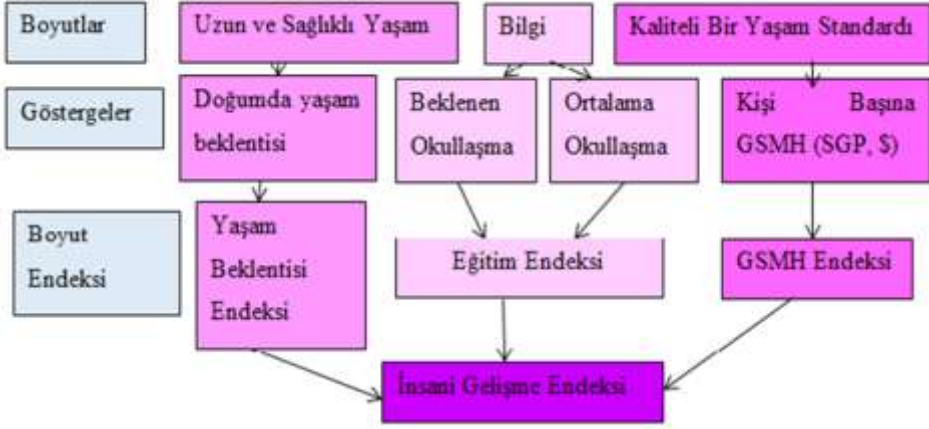 Boyutlar
Uzun ve Sağlıklı Yaşam
Bilgi
Kaliteli Bir Yaşam Standardı
Göstergeler
Doğumda yaşam
beklentisi
Beklenen
Okullaşma
Ortalama
Okullaşma
Kişi Başına
GSMH (SGP, $)
Boyut
Endeksi
Yaşam
Beklentisi
Endeksi
Eğitim Endeksi
GSMH Endeksi
İnsani Gelişme Endeksi